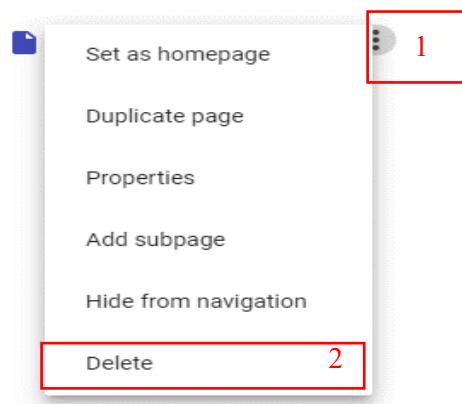 Set as homepage
1
Duplicate page
Properties
Add subpage
Hide from navigation
Delete
2